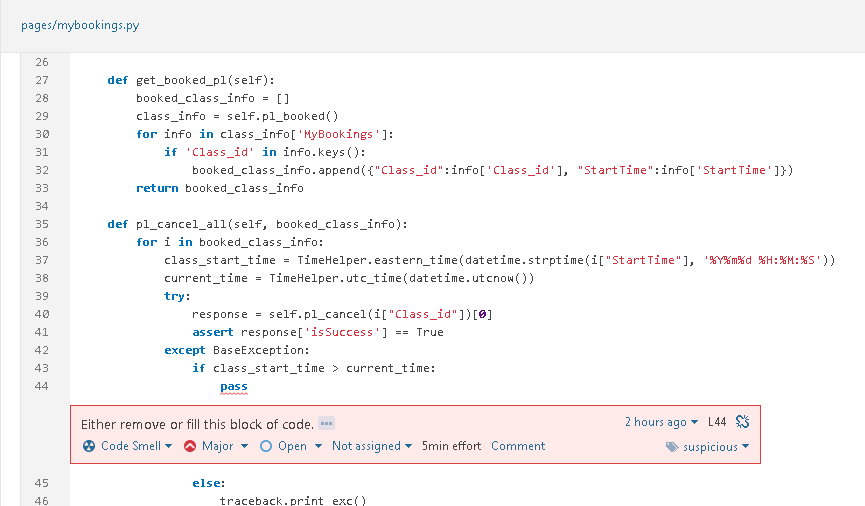 pages/mybookings.py
26
27 def get_booked_pl(self):
28 booked_class_info = []
29 class_info = self.pl_booked()
30 for info in class_info['MyBookings']:
31 if 'Class_id' in info.keys():
32 booked_class_info.append({"Class_id":info['Class_id'], "StartTime":info['StartTime']})
33 return booked_class_info
34
35 def pl_cancel_all(self, booked_class_info):
36 for i in booked_class_info:
37 class_start_time = TimeHelper.eastern_time(datetime.strptime(i["StartTime"], '%Y%m%d %H:%M:%S'))
38 current_time = TimeHelper.utc_time(datetime.utcnow())
39 try:
40 response = self.pl_cancel(i["Class_id"])[0]
41 assert response['isSuccess'] == True
42 except BaseException:
43 if class_start_time > current_time:
44 pass
Either remove or fill this block of code. ... 2 hours ago L44
Code Smell Major Open Not assigned 5min effort Comment suspicious
45 else:
46 traceback.print_exc()